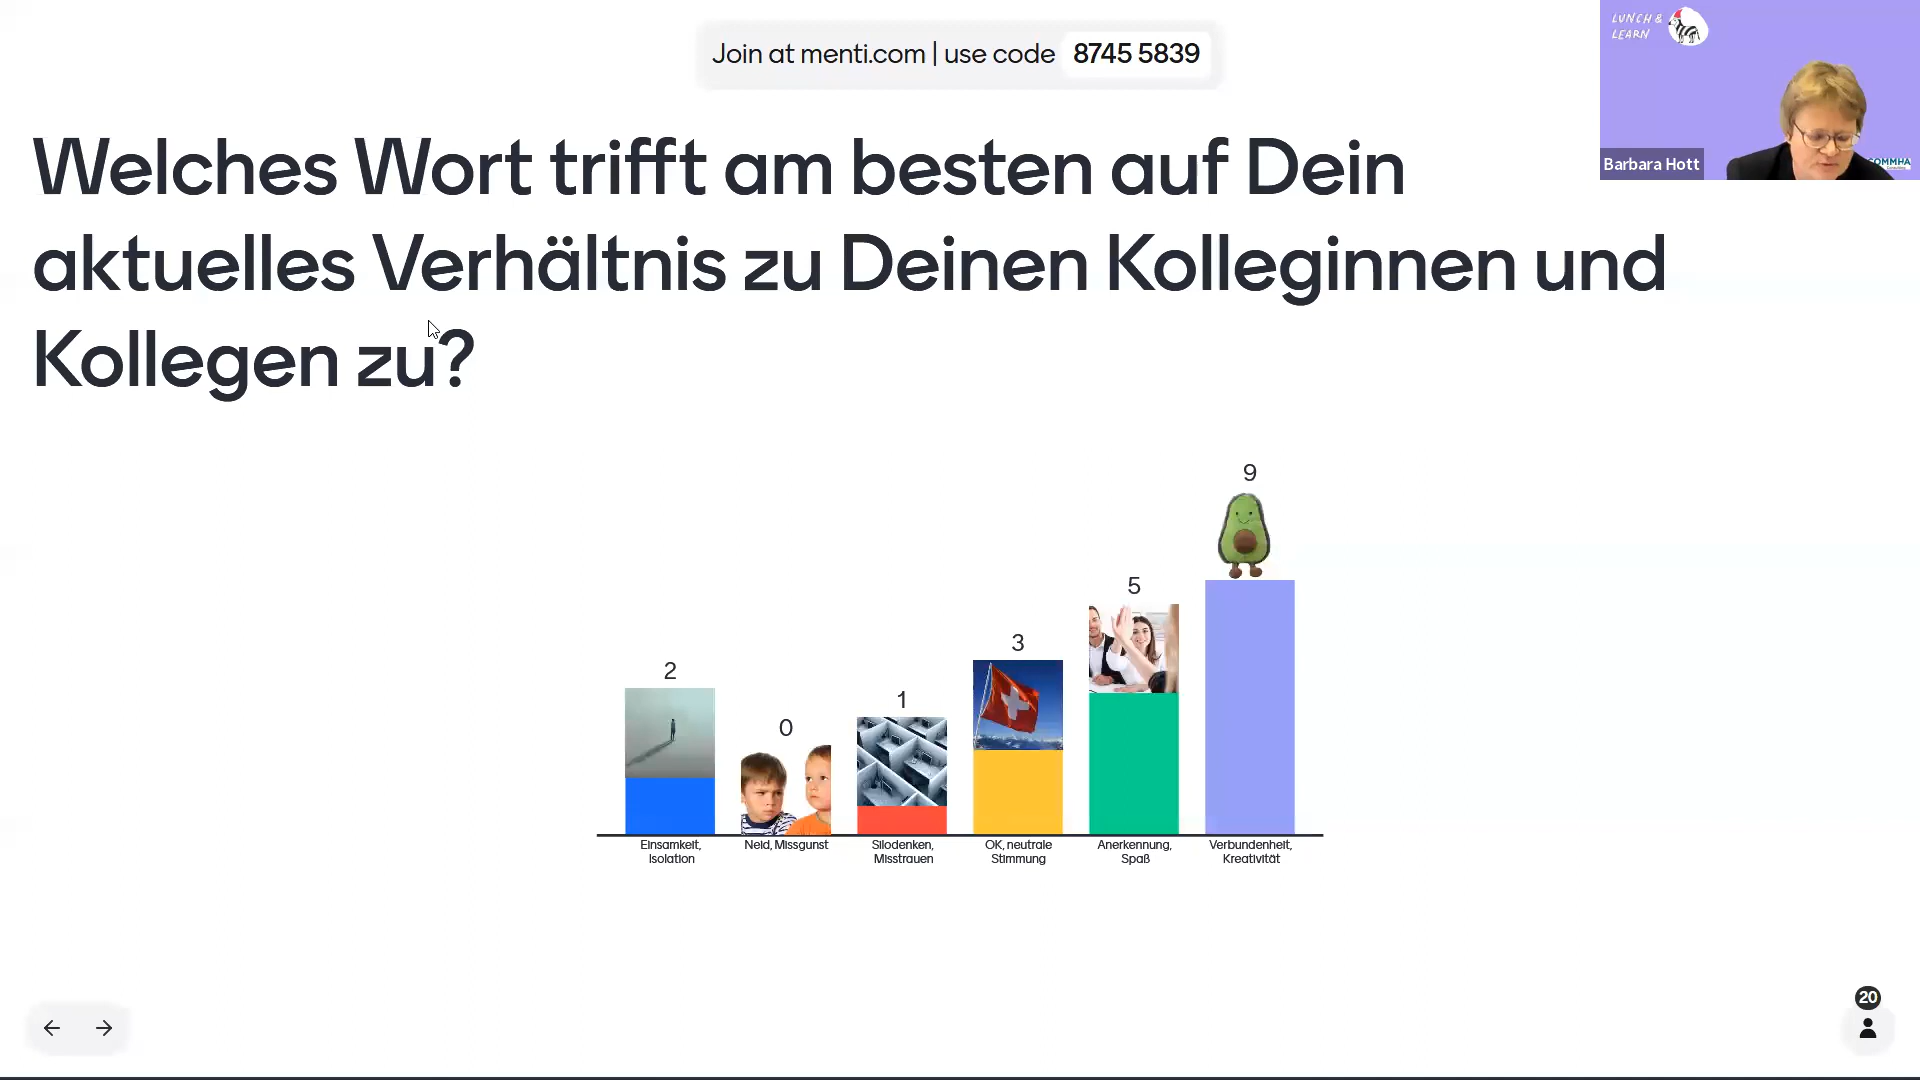 Join at menti.com | use code 8745 5839
LUNCH &
LEARN
Barbara Hott
COMMHA
Welches Wort trifft am besten auf Dein
aktuelles Verhältnis zu Deinen Kolleginnen und
Kollegen zu?
2
0
1
3
5
9
Einsamkeit,
Isolation
Neid, Missgunst
Silodenken,
Misstrauen
OK, neutrale
Stimmung
Anerkennung,
Spaß
Verbundenheit,
Kreativität
20